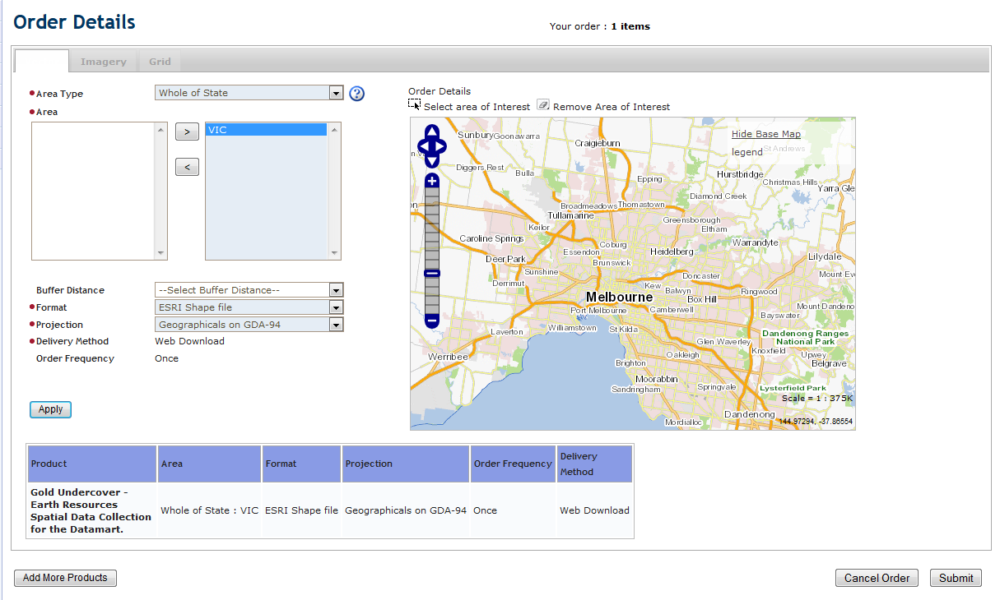 Order Details
Your order : 1 items
Imagery
Grid
Area Type
Whole of State
?
Area
>
<
VIC
Buffer Distance
--Select Buffer Distance--
Format
ESRI Shape file
Projection
Geographicals on GDA-94
Delivery Method
Web Download
Order Frequency
Once
Apply
Order Details
Select area of Interest
Remove Area of Interest
Hide Base Map
legend
Sunbury
Goonawarra
Craigieburn
St Andrews
Diggers Rest
Bulla
Epping
Hurstbridge
Christmas Hills
Yarra Gle
Diamond Creek
Broadmeadows
Thomastown
Tullamarine
Greensborough
Keilor
Eltham
Caroline Springs
Coburg
Warrandyte
Essendon
Heidelberg
Deer Park
Brunswick
Lilydale
Sunshine
Doncaster
Mount Ev
Derrimut
Kew
Balwyn
Ringwood
Melbourne
Box Hill
Port Melbourne
Camberwell
Mount Dandeno
Bayswater
Laverton
Williamstown
St Kilda
Dandenong Ranges
National Park
Glen Waverley
Knoxfield
Werribee
Oakleigh
Upwey
Brighton
Belgrave
Moorabbin
Sandringham
Springvale
Lysterfield Park
Scale = 1 : 375K
Dandenong
Mordialloc
144.97294, -37.86554
Product
Area
Format
Projection
Order Frequency
Delivery
Method
Gold Undercover -
Earth Resources
Spatial Data Collection
for the Datamart.
Whole of State : VIC
ESRI Shape file
Geographicals on GDA-94
Once
Web Download
Add More Products
Cancel Order
Submit